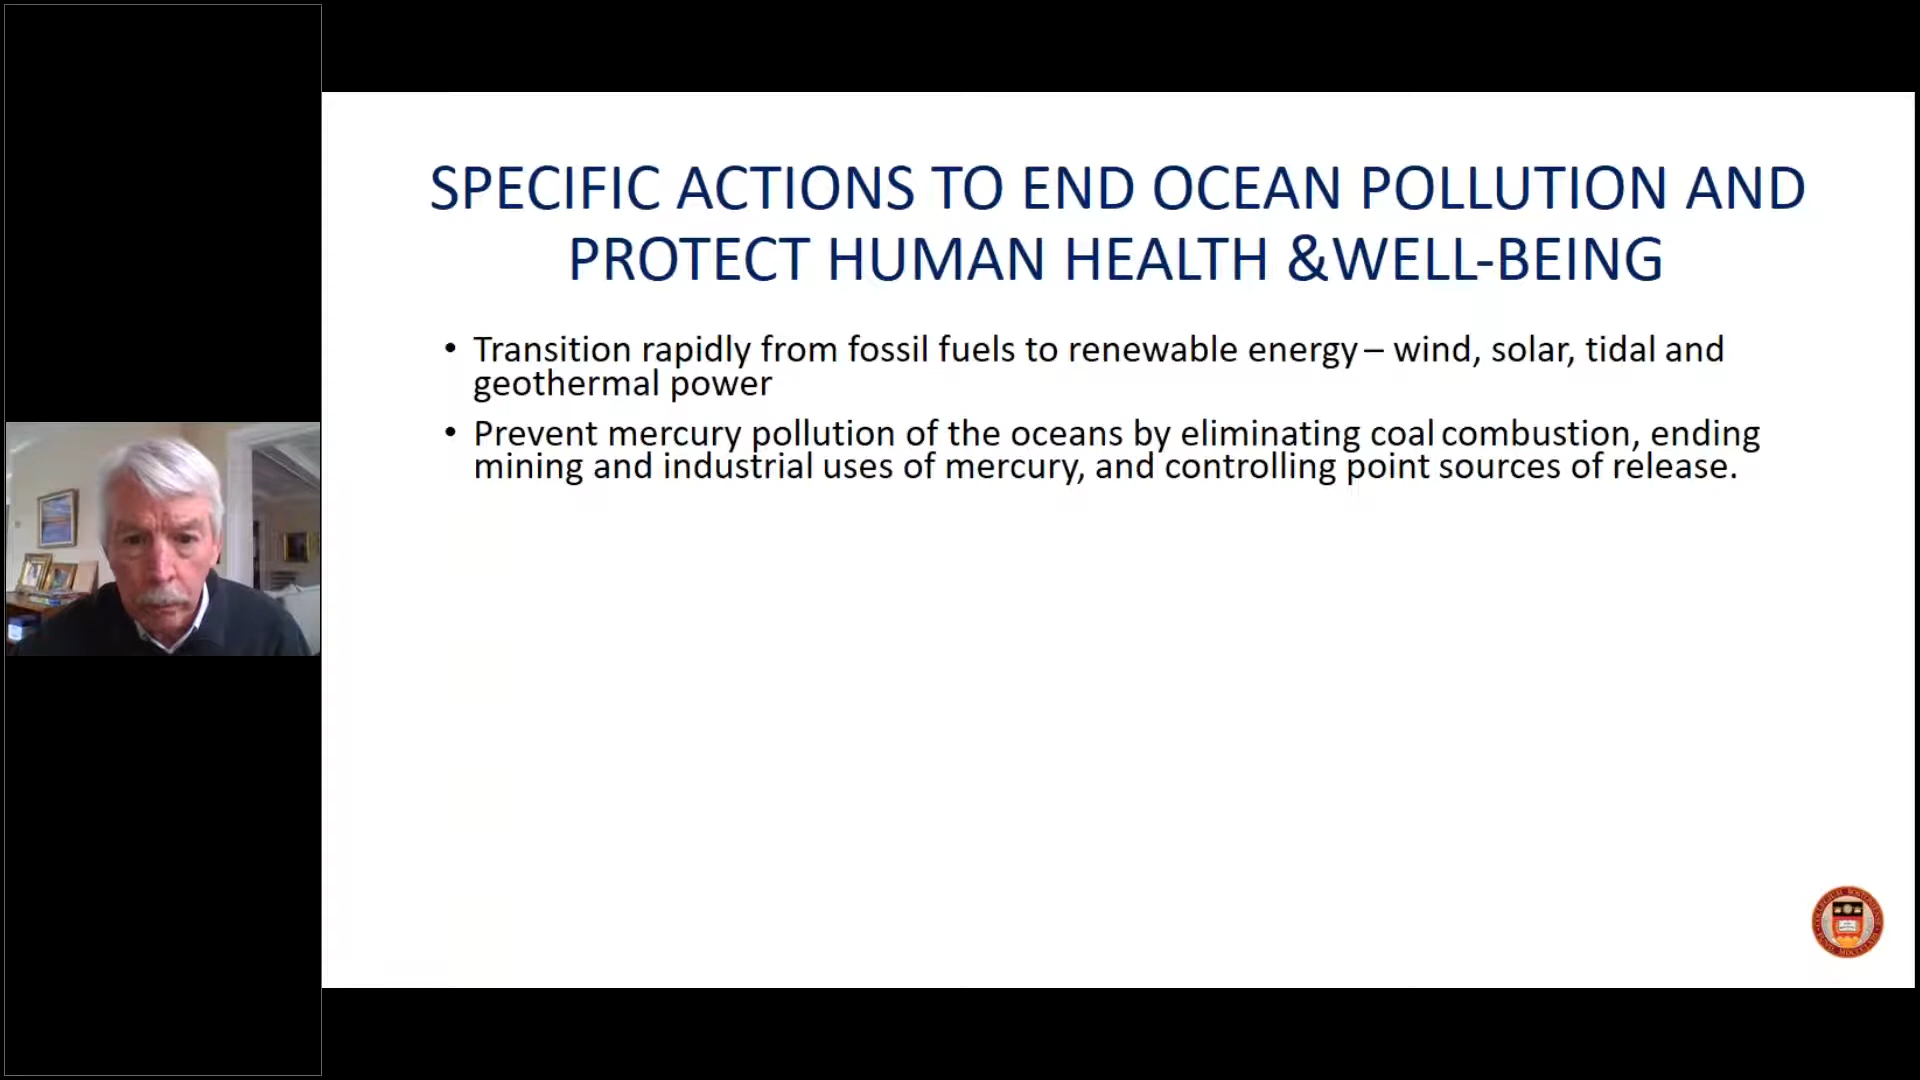 SPECIFIC ACTIONS TO END OCEAN POLLUTION AND
PROTECT HUMAN HEALTH &WELL-BEING
• Transition rapidly from fossil fuels to renewable energy – wind, solar, tidal and
geothermal power
• Prevent mercury pollution of the oceans by eliminating coal combustion, ending
mining and industrial uses of mercury, and controlling point sources of release.